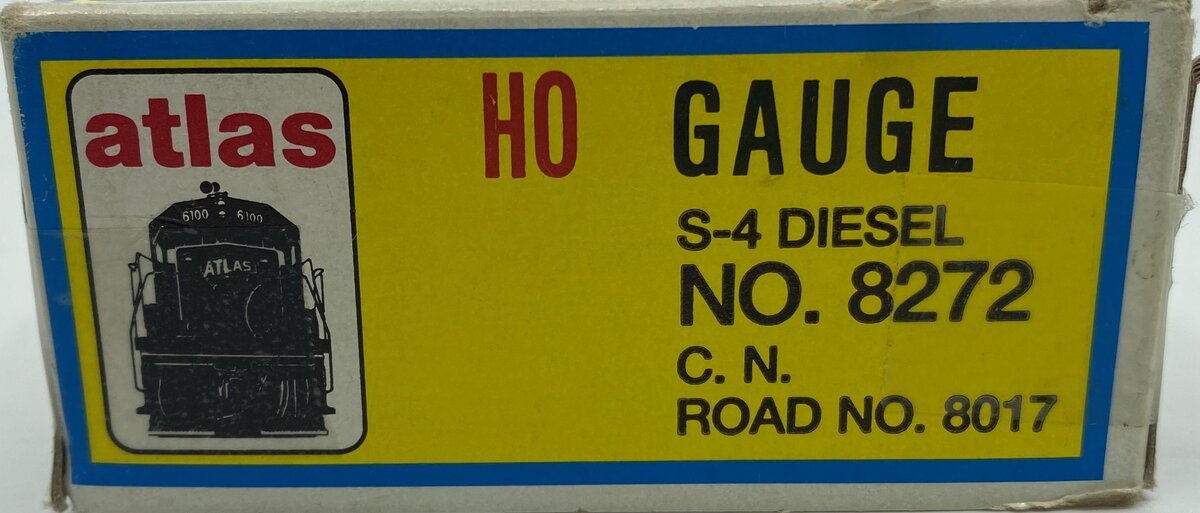 atlas
6100 6100
ATLAS
HO GAUGE
S-4 DIESEL
NO. 8272
C. N.
ROAD NO. 8017